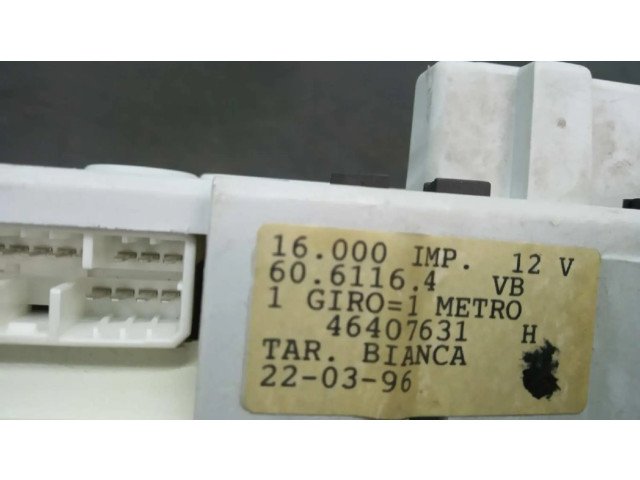 16.000 IMP. 12 V
60.6116.4 VB
1 GIRO=1 METRO
46407631 H
TAR. BIANCA
22-03-96